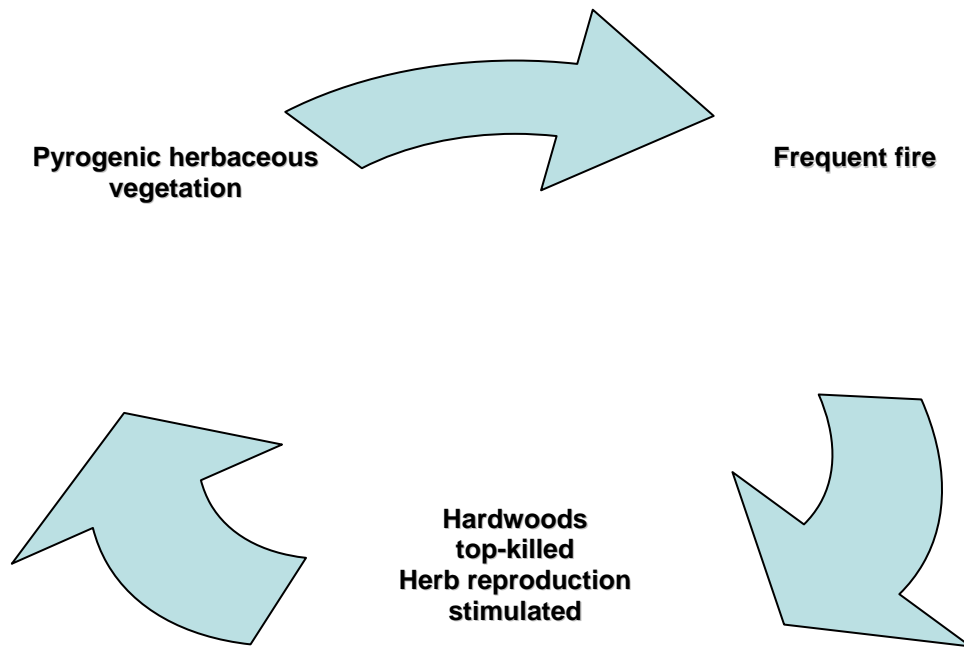 Pyrogenic herbaceous
vegetation
Frequent fire
Hardwoods
top-killed
Herb reproduction
stimulated